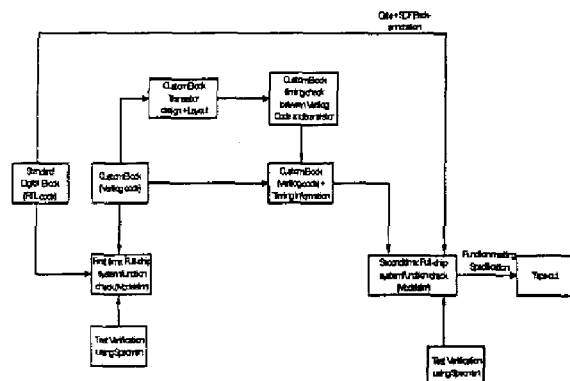 Gate + SDF Back-
annotation
Custom Block
Transistor
design + Layout
Custom Block
timing check
between Verilog
Code and transistor
Standard
Digital Block
(RTL code)
Custom Block
(Verilog code)
Custom Block
(Verilog code) +
Timing Information
First time: Full-chip
system function
check (Modelsim)
Second time: Full-chip
system function check
(Modelsim)
Function meeting
Specification
Tape-out
Test Verification
using Specman
Test Verification
using Specman